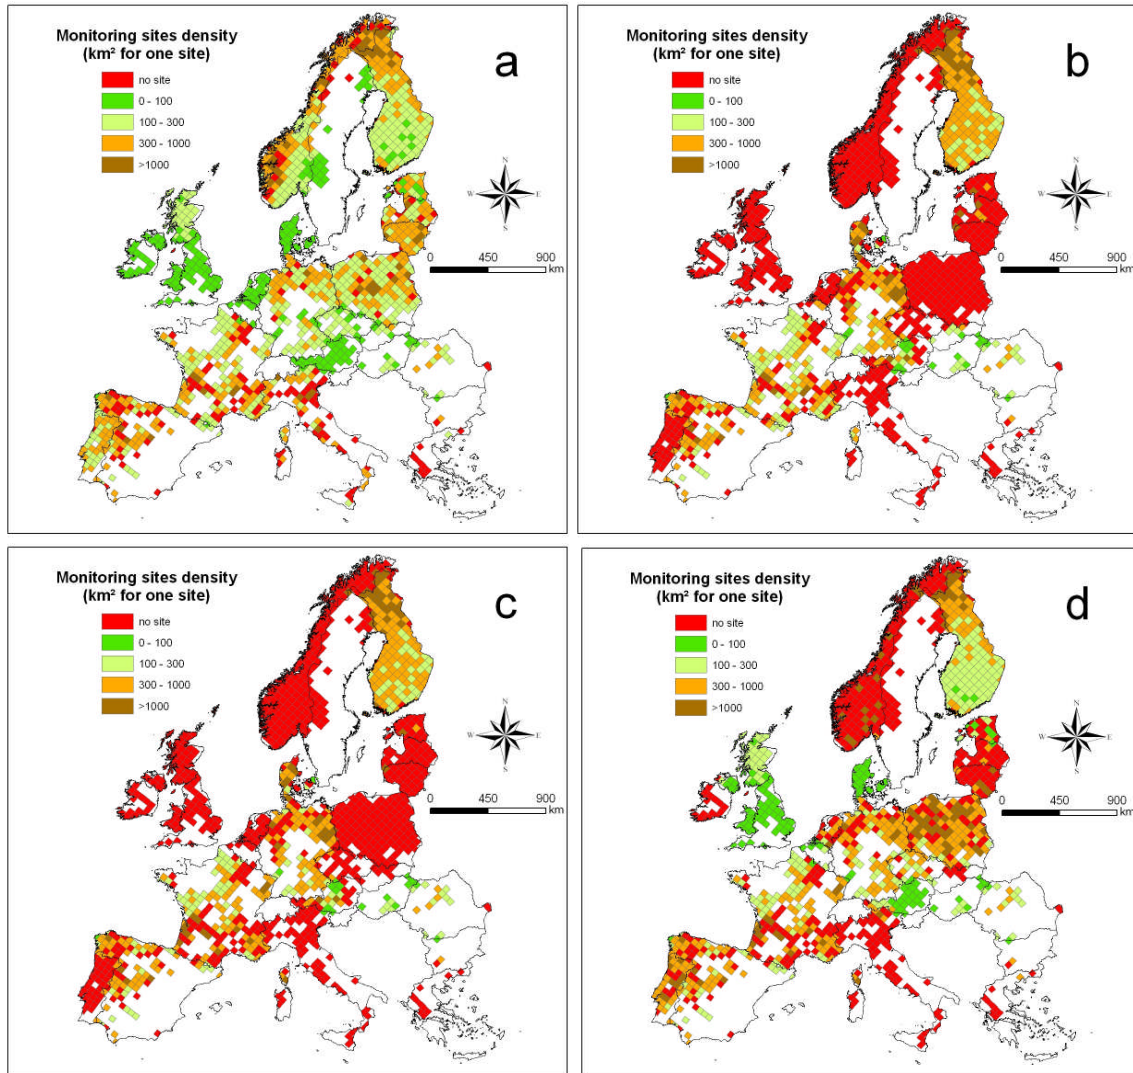 Monitoring sites density
(km² for one site)
no site
0 - 100
100 - 300
300 - 1000
>1000
a
N
W E
S
0 450 900
km
Monitoring sites density
(km² for one site)
no site
0 - 100
100 - 300
300 - 1000
>1000
b
N
W E
S
0 450 900
km
Monitoring sites density
(km² for one site)
no site
0 - 100
100 - 300
300 - 1000
>1000
c
N
W E
S
0 450 900
km
Monitoring sites density
(km² for one site)
no site
0 - 100
100 - 300
300 - 1000
>1000
d
N
W E
S
0 450 900
km